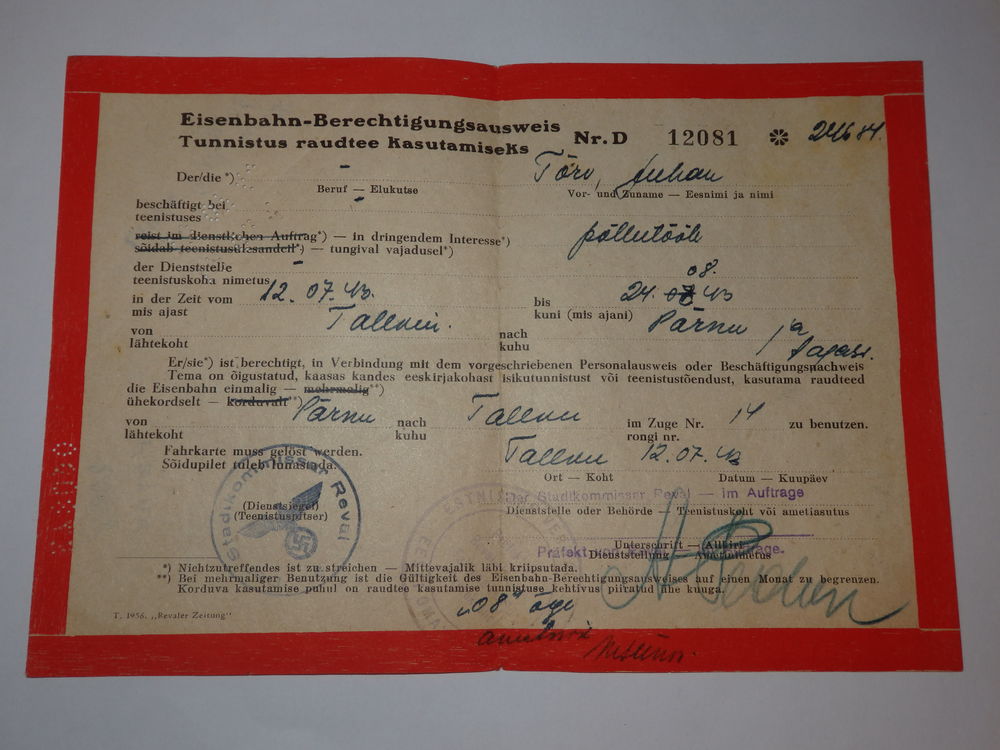 Eisenbahn-Berechtigungsausweis
Tunnistus raudtee kasutamiseks
Nr. D 12081
Der/die *) –
Tõrv, Juhan
Beruf — Elukutse
Vor- und Zuname — Eesnimi ja nimi
beschäftigt bei –
teenistuses
reist im dienstlichen Auftrag*) — in dringendem Interesse*)
sõidab teenistusülesandeil*) — tungival vajadusel*)
põllutööle
der Dienststelle –
teenistuskoha nimetus
in der Zeit vom 12. 07. 43. bis 24. 08. 43
mis ajast kuni (mis ajani)
von Tallinn. nach Pärnu ja
lähtekoht kuhu tagasi.
Er/sie*) ist berechtigt, in Verbindung mit dem vorgeschriebenen Personalausweis oder Beschäftigungsnachweis
Tema on õigustatud, kaasas kandes eeskirjakohast isikutunnistust või teenistustõendust, kasutama raudteed
die Eisenbahn einmalig — mehrmalig**)
ühekordselt — korduvalt**)
von Pärnu nach Tallinn im Zuge Nr. 14 zu benutzen.
lähtekoht kuhu rongi nr.
Fahrkarte muss gelöst werden.
Sõidupilet tuleb lunastada.
Tallinn 12.07.43
Ort — Koht Datum — Kuupäev
Stadtkommissar Reval
(Dienstsiegel)
(Teenistuspitser)
Der Stadtkommissar Reval — im Auftrage
Dienststelle oder Behörde — Teenistuskoht või ametiasutus
Unterschrift — Allkiri
Präfekt
Dienststellung — Ametinimetus
*) Nichtzutreffendes ist zu streichen — Mittevajalik läbi kriipsutada.
**) Bei mehrmaliger Benutzung ist die Gültigkeit des Eisenbahn-Berechtigungsausweises auf einen Monat zu begrenzen.
Korduva kasutamise puhul on raudtee kasutamise tunnistuse kehtivus piiratud ühe kuuga.
T. 1956. „Revaler Zeitung"
„08" õige